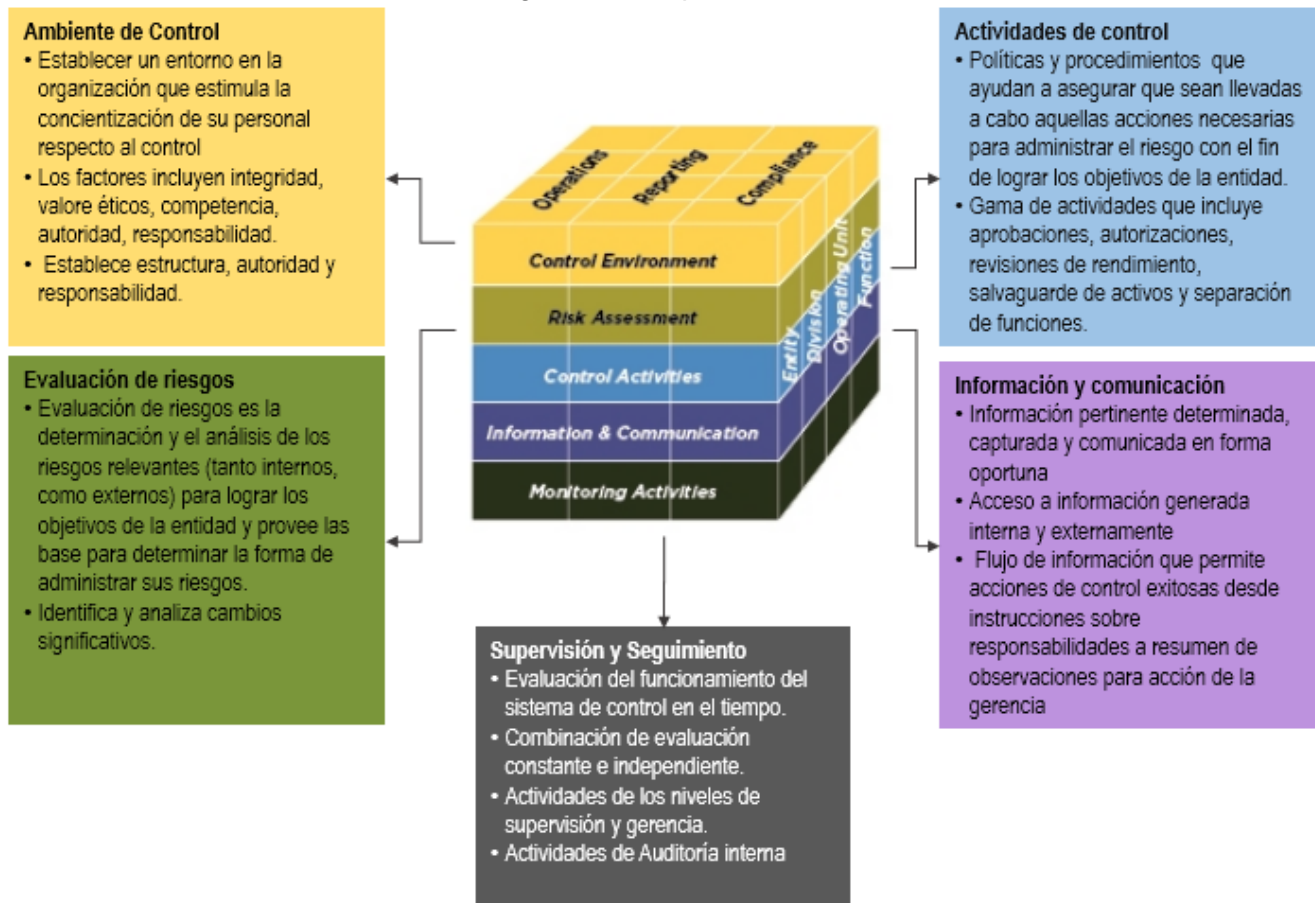 Ambiente de Control
• Establecer un entorno en la
organización que estimula la
concientización de su personal
respecto al control
• Los factores incluyen integridad,
valore éticos, competencia,
autoridad, responsabilidad.
• Establece estructura, autoridad y
responsabilidad.
Evaluación de riesgos
• Evaluación de riesgos es la
determinación y el análisis de los
riesgos relevantes (tanto internos,
como externos) para lograr los
objetivos de la entidad y provee las
base para determinar la forma de
administrar sus riesgos.
• Identifica y analiza cambios
significativos.
Operations
Reporting
Compliance
Control Environment
Risk Assessment
Control Activities
Information & Communication
Monitoring Activities
Entity
Division
Operating Unit
Function
Supervisión y Seguimiento
• Evaluación del funcionamiento del
sistema de control en el tiempo.
• Combinación de evaluación
constante e independiente.
• Actividades de los niveles de
supervisión y gerencia.
• Actividades de Auditoría interna
Actividades de control
• Políticas y procedimientos que
ayudan a asegurar que sean llevadas
a cabo aquellas acciones necesarias
para administrar el riesgo con el fin
de lograr los objetivos de la entidad.
• Gama de actividades que incluye
aprobaciones, autorizaciones,
revisiones de rendimiento,
salvaguarde de activos y separación
de funciones.
Información y comunicación
• Información pertinente determinada,
capturada y comunicada en forma
oportuna
• Acceso a información generada
interna y externamente
• Flujo de información que permite
acciones de control exitosas desde
instrucciones sobre
responsabilidades a resumen de
observaciones para acción de la
gerencia